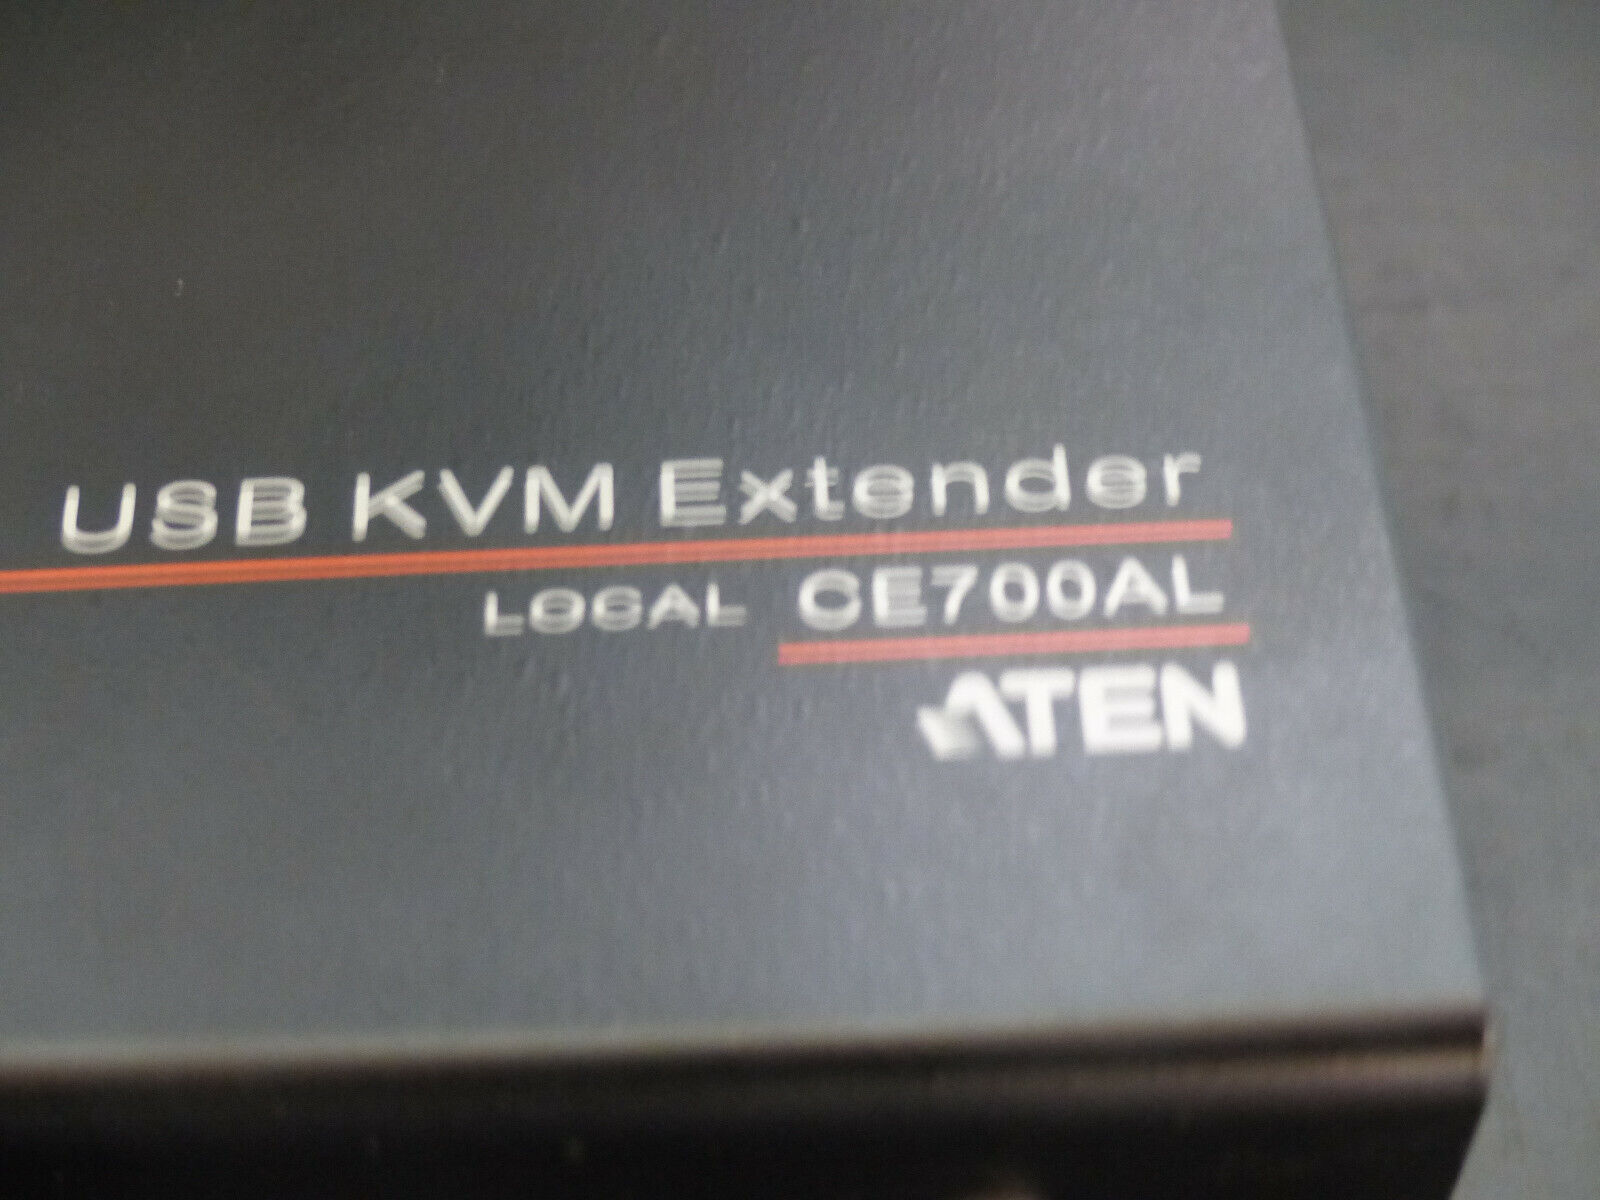 USB KVM Extender
LOCAL CE700AL
ATEN